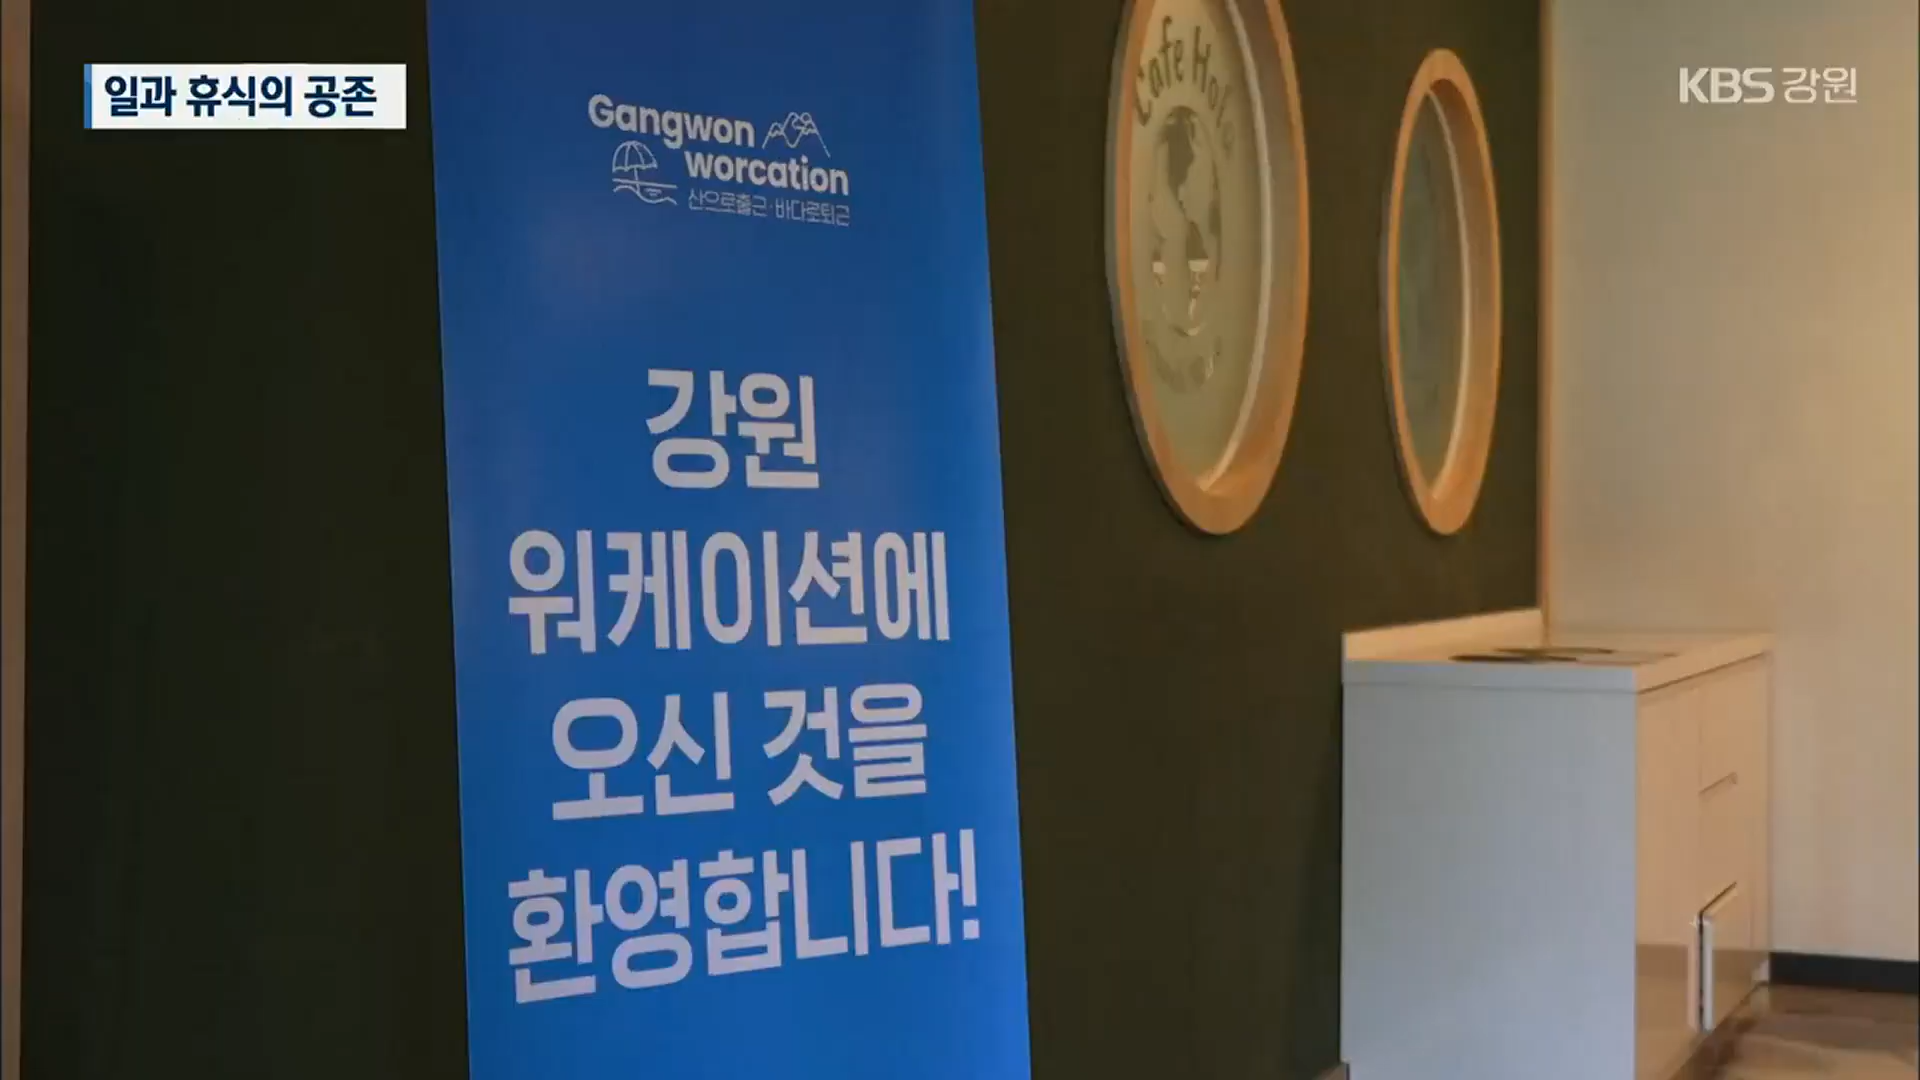 일과 휴식의 공존
KBS 강원
Gangwon
worcation
산으로출근·바다로퇴근
강원
워케이션에
오신 것을
환영합니다!
Cafe